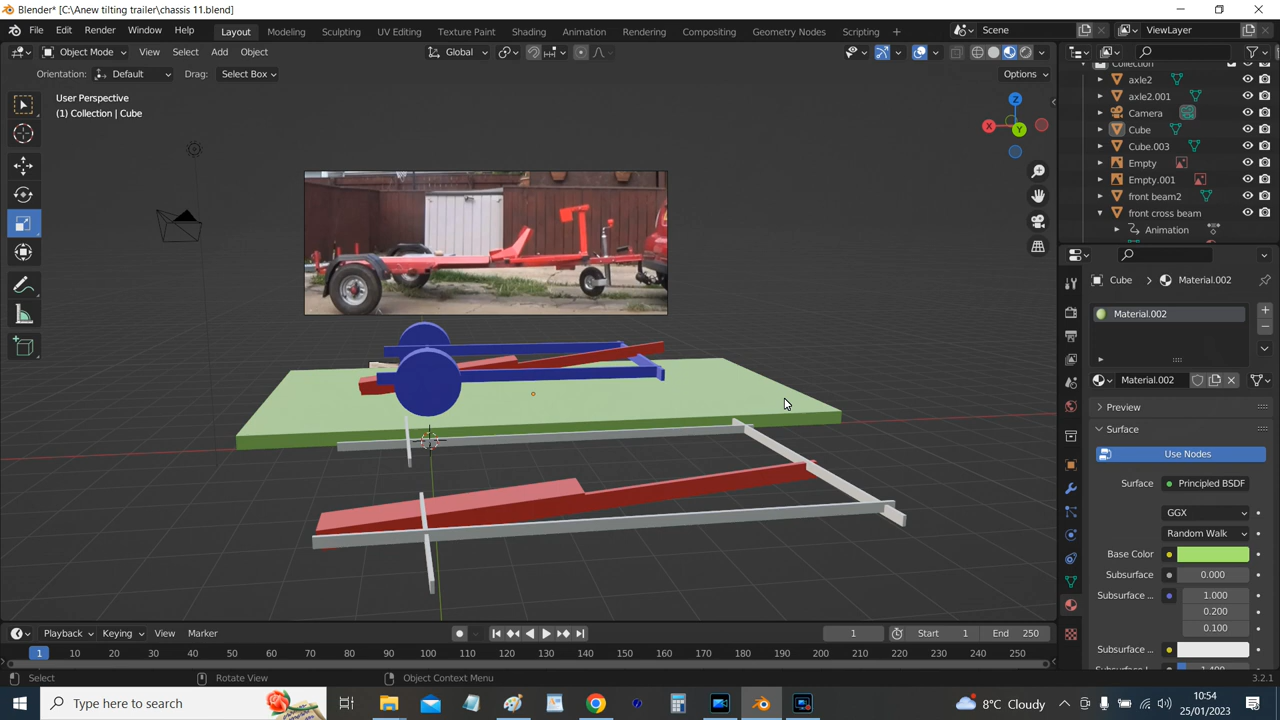 Blender* [C:\Anew tilting trailer\chassis 11.blend]
File Edit Render Window Help Layout Modeling Sculpting UV Editing Texture Paint Shading Animation Rendering Compositing Geometry Nodes Scripting + Scene ViewLayer
Object Mode View Select Add Object Global
Orientation: Default Drag: Select Box Options
User Perspective
(1) Collection | Cube
Z
X
Y
Collection
axle2
axle2.001
Camera
Cube
Cube.003
Empty
Empty.001
front beam2
front cross beam
Animation
Cube > Material.002
Material.002
Material.002
Preview
Surface
Use Nodes
Surface Principled BSDF
GGX
Random Walk
Base Color
Subsurface 0.000
Subsurface ... 1.000
0.200
0.100
Subsurface ...
Subsurface I... 1.400
Playback Keying View Marker 1 Start 1 End 250
1 10 20 30 40 50 60 70 80 90 100 110 120 130 140 150 160 170 180 190 200 210 220 230 240 250
Select Rotate View Object Context Menu 3.2.1
Type here to search 8°C Cloudy 10:54
25/01/2023